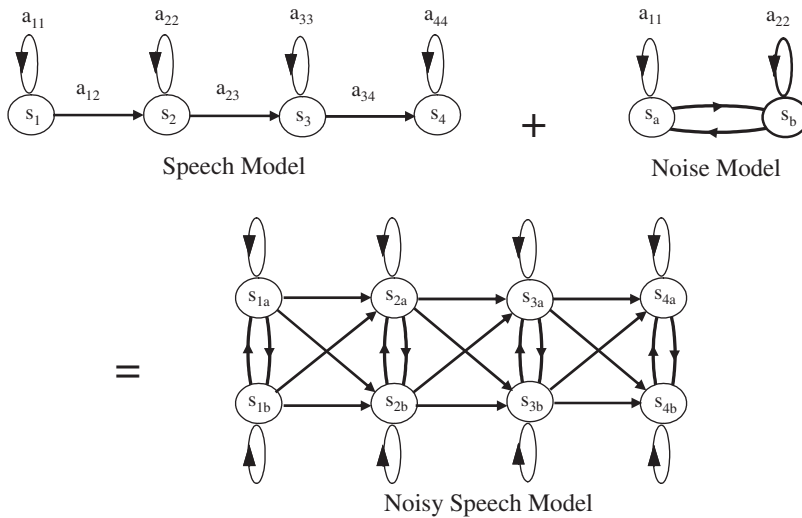 a11 a22 a33 a44 a11 a22
a12 a23 a34
s1 s2 s3 s4 + sa sb
Speech Model Noise Model
s1a s2a s3a s4a
=
s1b s2b s3b s4b
Noisy Speech Model